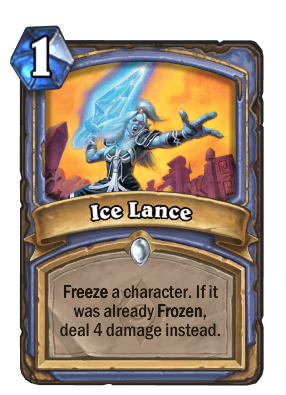 1
Ice Lance
Freeze a character. If it
was already Frozen,
deal 4 damage instead.